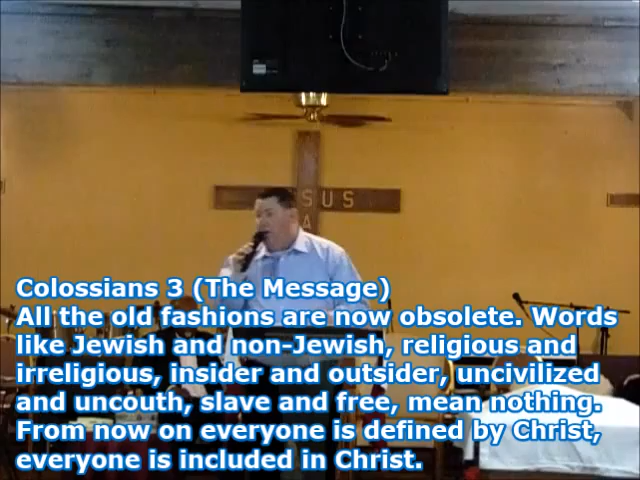 SUS
A
Colossians 3 (The Message)
All the old fashions are now obsolete. Words
like Jewish and non-Jewish, religious and
irreligious, insider and outsider, uncivilized
and uncouth, slave and free, mean nothing.
From now on everyone is defined by Christ,
everyone is included in Christ.